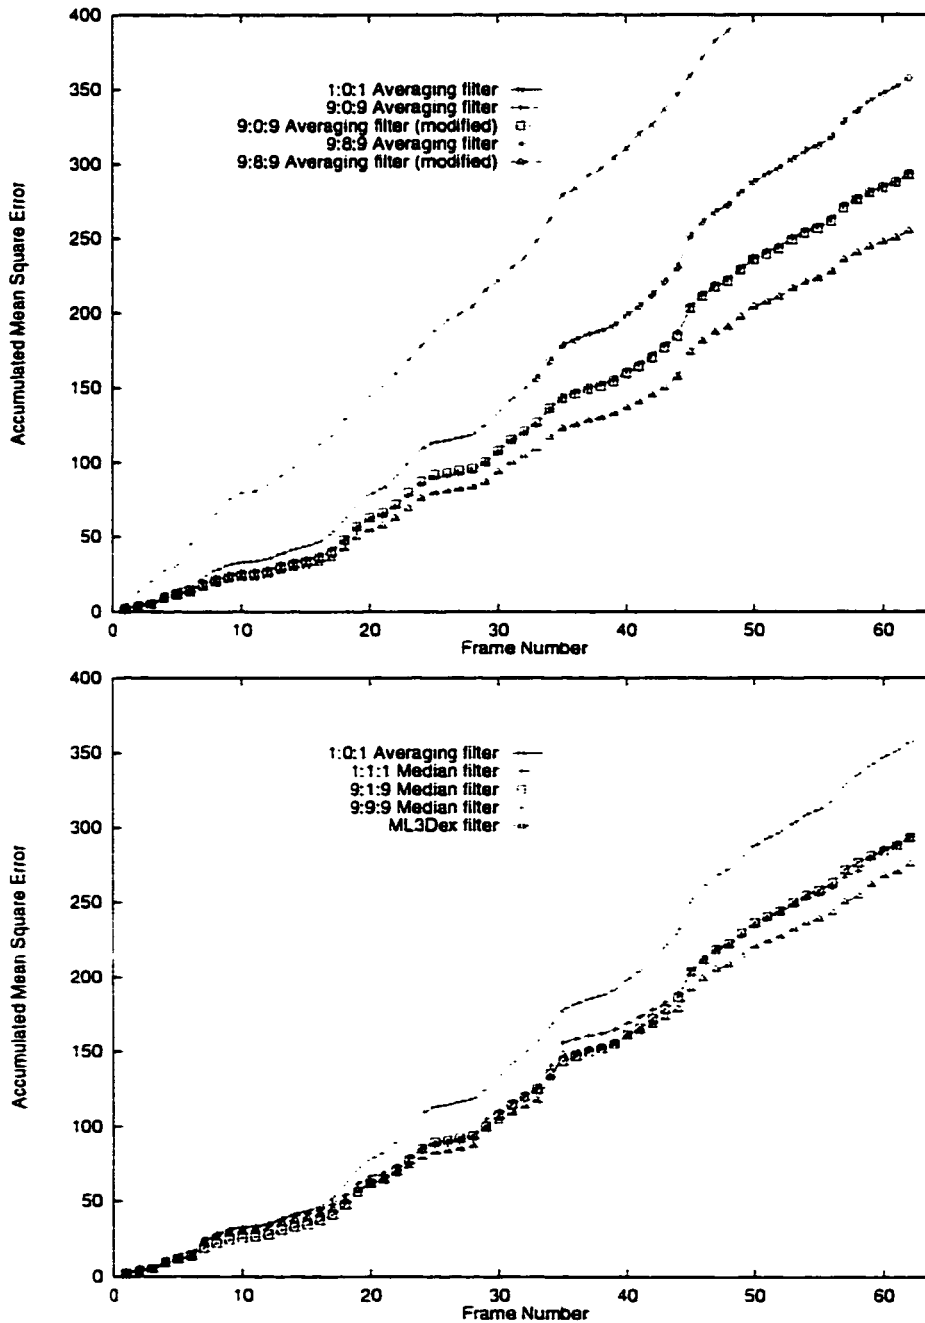 400
350
300
250
200
150
100
50
0
Accumulated Mean Square Error
1:0:1 Averaging filter
9:0:9 Averaging filter
9:0:9 Averaging filter (modified)
9:8:9 Averaging filter
9:8:9 Averaging filter (modified)
0 10 20 30 40 50 60
Frame Number
400
350
300
250
200
150
100
50
0
Accumulated Mean Square Error
1:0:1 Averaging filter
1:1:1 Median filter
9:1:9 Median filter
9:9:9 Median filter
ML3Dex filter
0 10 20 30 40 50 60
Frame Number